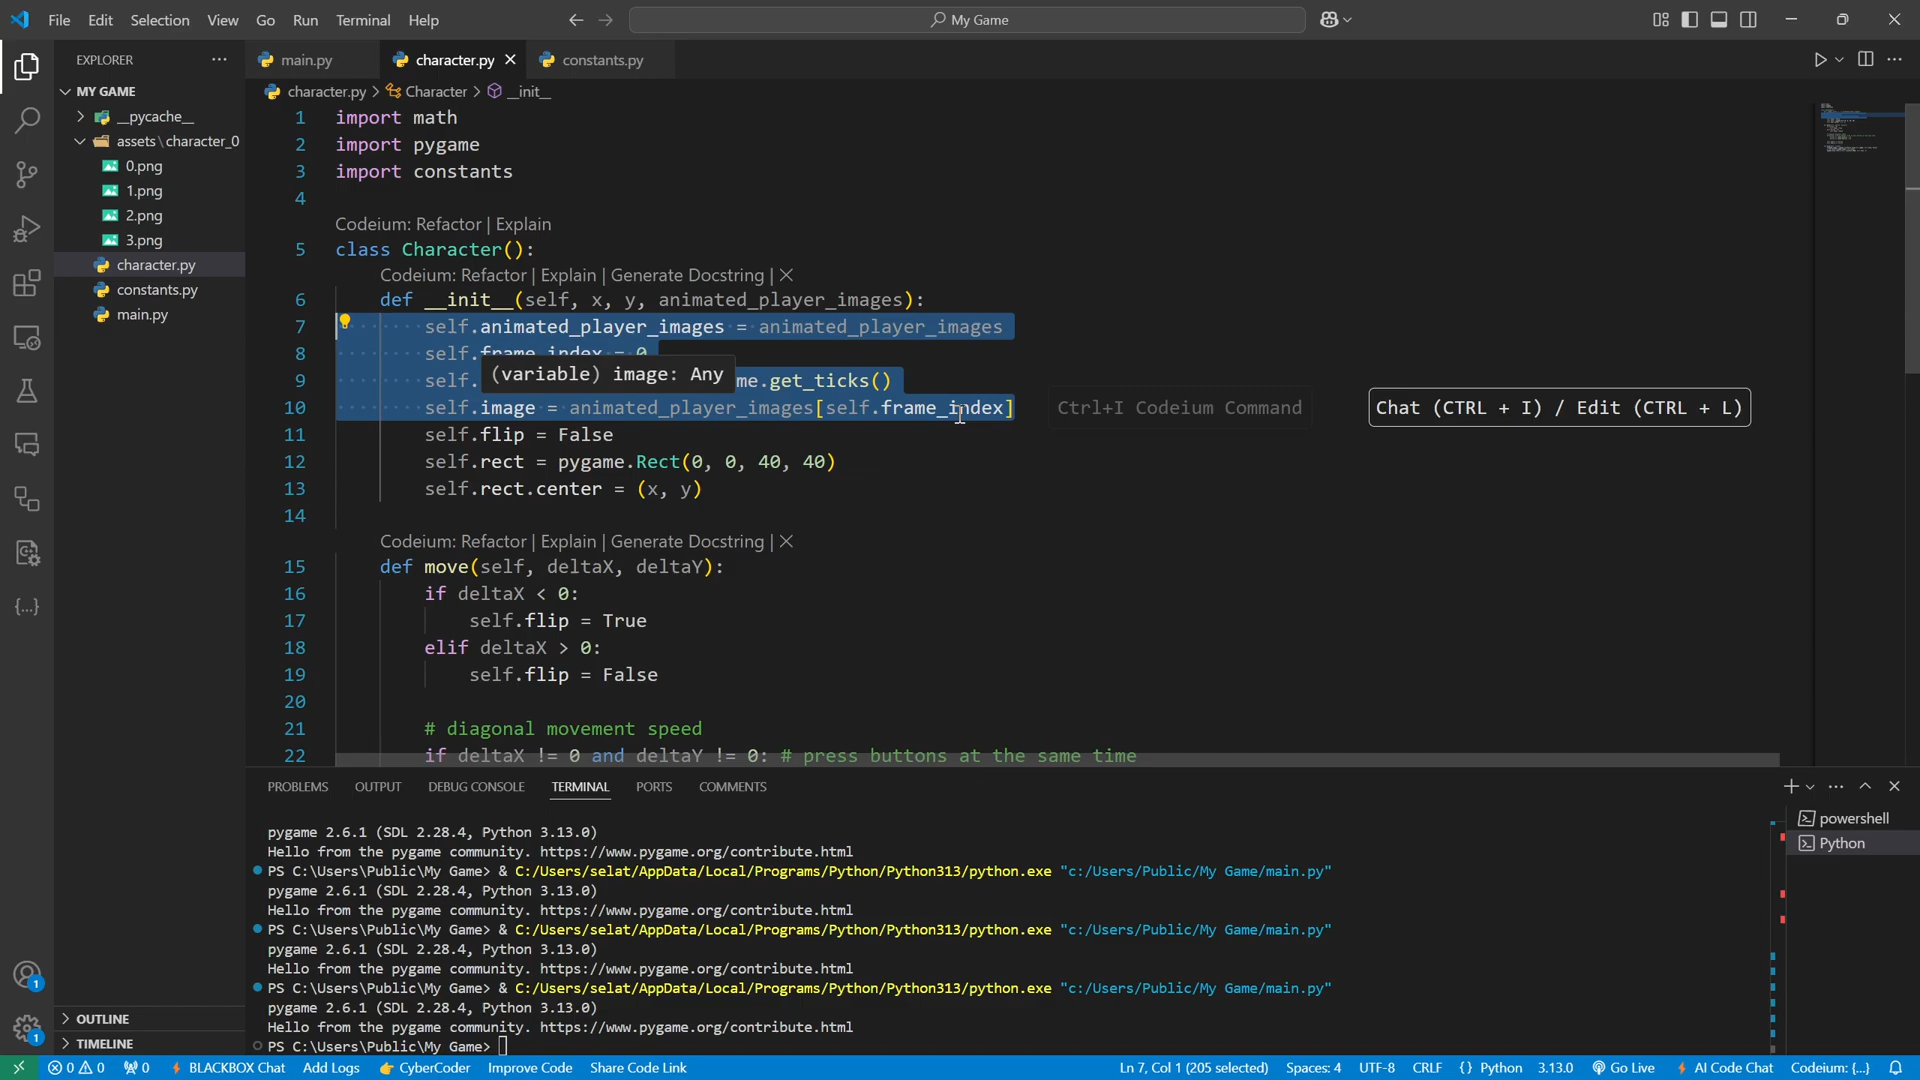 File Edit Selection View Go Run Terminal Help
My Game
EXPLORER
main.py
character.py
constants.py
MY GAME
__pycache__
assets\character_0
0.png
1.png
2.png
3.png
character.py
constants.py
main.py
OUTLINE
TIMELINE
character.py > Character > __init__
1 import math
2 import pygame
3 import constants
4
Codeium: Refactor | Explain
5 class Character():
Codeium: Refactor | Explain | Generate Docstring | X
6 def __init__(self, x, y, animated_player_images):
7 self.animated_player_images = animated_player_images
8 self.frame_index = 0
(variable) image: Any
9 self. me.get_ticks()
10 self.image = animated_player_images[self.frame_index]
Ctrl+I Codeium Command
Chat (CTRL + I) / Edit (CTRL + L)
11 self.flip = False
12 self.rect = pygame.Rect(0, 0, 40, 40)
13 self.rect.center = (x, y)
14
Codeium: Refactor | Explain | Generate Docstring | X
15 def move(self, deltaX, deltaY):
16 if deltaX < 0:
17 self.flip = True
18 elif deltaX > 0:
19 self.flip = False
20
21 # diagonal movement speed
22 if deltaX != 0 and deltaY != 0: # press buttons at the same time
PROBLEMS OUTPUT DEBUG CONSOLE TERMINAL PORTS COMMENTS
powershell
Python
pygame 2.6.1 (SDL 2.28.4, Python 3.13.0)
Hello from the pygame community. https://www.pygame.org/contribute.html
PS C:\Users\Public\My Game> & C:/Users/selat/AppData/Local/Programs/Python/Python313/python.exe "c:/Users/Public/My Game/main.py"
pygame 2.6.1 (SDL 2.28.4, Python 3.13.0)
Hello from the pygame community. https://www.pygame.org/contribute.html
PS C:\Users\Public\My Game> & C:/Users/selat/AppData/Local/Programs/Python/Python313/python.exe "c:/Users/Public/My Game/main.py"
pygame 2.6.1 (SDL 2.28.4, Python 3.13.0)
Hello from the pygame community. https://www.pygame.org/contribute.html
PS C:\Users\Public\My Game> & C:/Users/selat/AppData/Local/Programs/Python/Python313/python.exe "c:/Users/Public/My Game/main.py"
pygame 2.6.1 (SDL 2.28.4, Python 3.13.0)
Hello from the pygame community. https://www.pygame.org/contribute.html
PS C:\Users\Public\My Game>
1
1
0 0 0 BLACKBOX Chat Add Logs CyberCoder Improve Code Share Code Link Ln 7, Col 1 (205 selected) Spaces: 4 UTF-8 CRLF {} Python 3.13.0 Go Live AI Code Chat Codeium: {...}